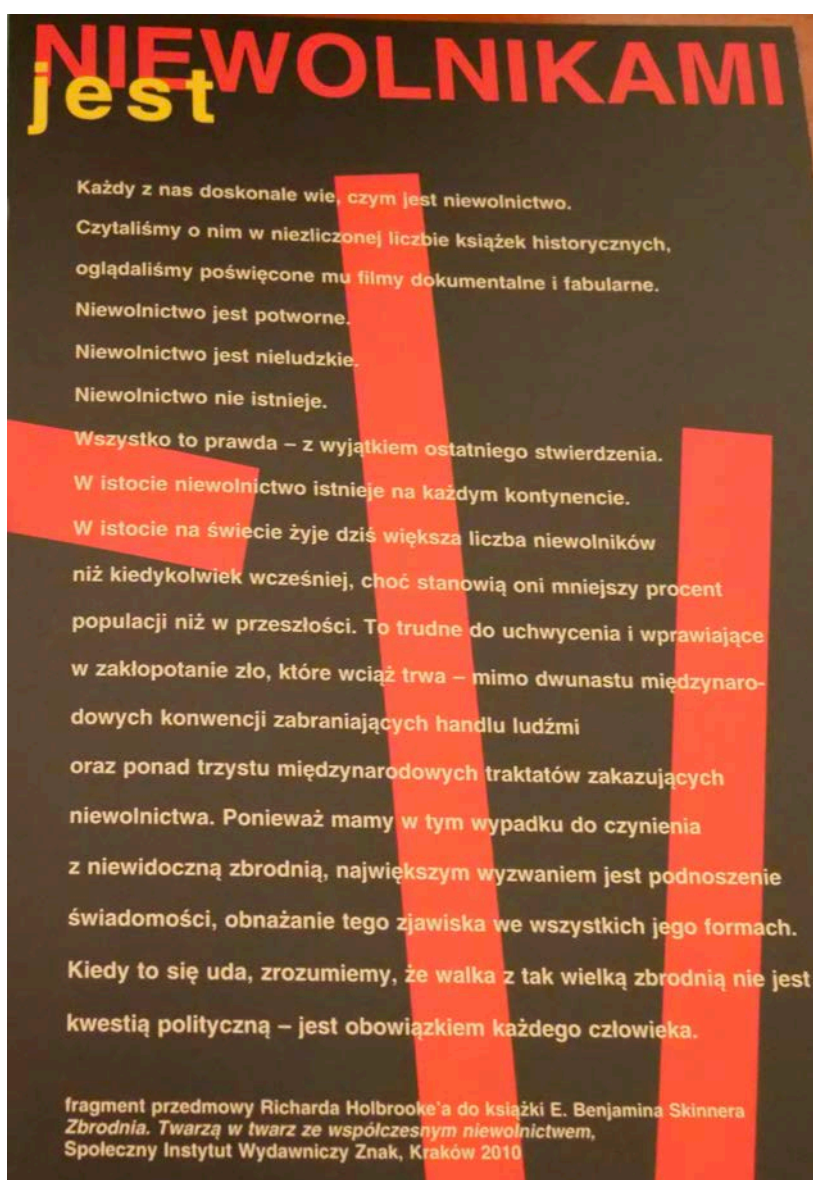 NIEWOLNIKAMI
jest
Każdy z nas doskonale wie, czym jest niewolnictwo.
Czytaliśmy o nim w niezliczonej liczbie książek historycznych,
oglądaliśmy poświęcone mu filmy dokumentalne i fabularne.
Niewolnictwo jest potworne.
Niewolnictwo jest nieludzkie.
Niewolnictwo nie istnieje.
Wszystko to prawda – z wyjątkiem ostatniego stwierdzenia.
W istocie niewolnictwo istnieje na każdym kontynencie.
W istocie na świecie żyje dziś większa liczba niewolników
niż kiedykolwiek wcześniej, choć stanowią oni mniejszy procent
populacji niż w przeszłości. To trudne do uchwycenia i wprawiające
w zakłopotanie zło, które wciąż trwa – mimo dwunastu międzynaro-
dowych konwencji zabraniających handlu ludźmi
oraz ponad trzystu międzynarodowych traktatów zakazujących
niewolnictwa. Ponieważ mamy w tym wypadku do czynienia
z niewidoczną zbrodnią, największym wyzwaniem jest podnoszenie
świadomości, obnażanie tego zjawiska we wszystkich jego formach.
Kiedy to się uda, zrozumiemy, że walka z tak wielką zbrodnią nie jest
kwestią polityczną – jest obowiązkiem każdego człowieka.
fragment przedmowy Richarda Holbrooke'a do książki E. Benjamina Skinnera
Zbrodnia. Twarzą w twarz ze współczesnym niewolnictwem,
Społeczny Instytut Wydawniczy Znak, Kraków 2010